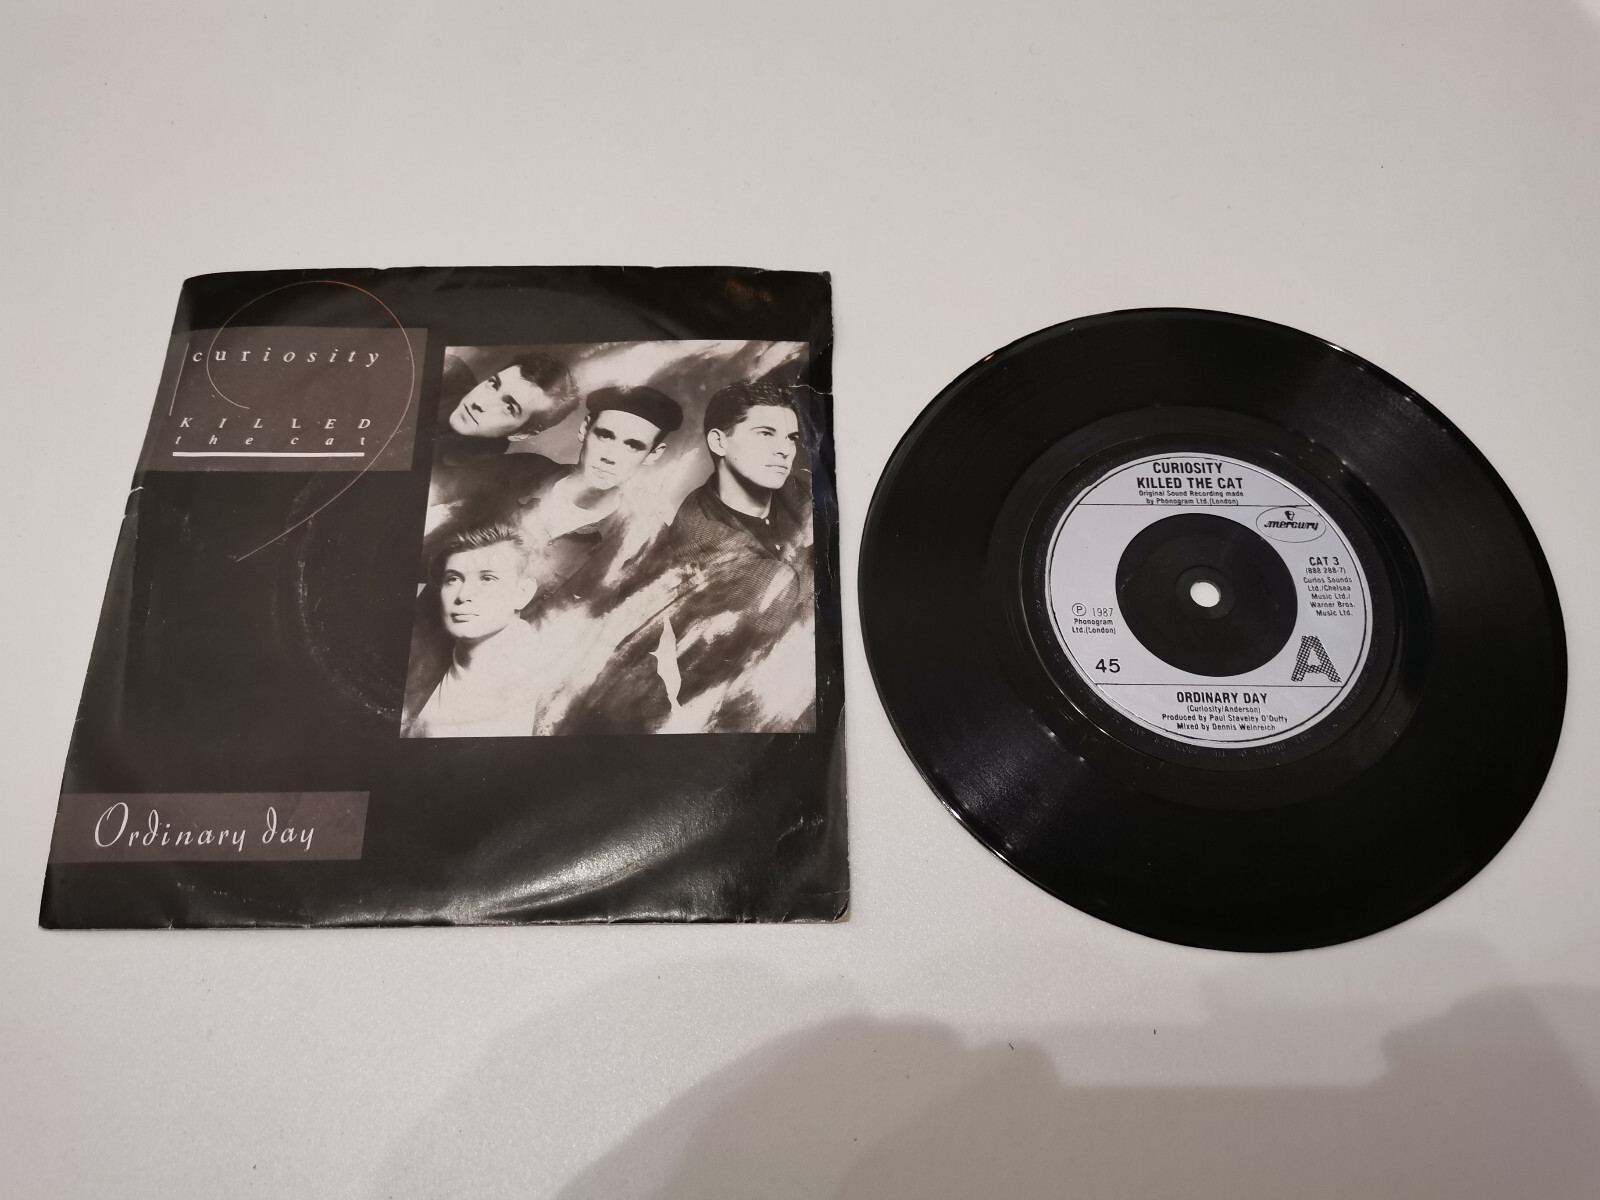 curiosity
KILLED
the cat
Ordinary day
CURIOSITY
KILLED THE CAT
Original Sound Recording made
by Phonogram Ltd.(London)
mercury
CAT 3
(888 288-7)
Curios Sounds
Ltd./Chelsea
Music Ltd./
Warner Bros.
Music Ltd.
Ⓟ 1987
Phonogram
Ltd.(London)
45
A
ORDINARY DAY
(Curiosity/Anderson)
Produced by Paul Staveley O'Duffy
Mixed by Dennis Weinreich